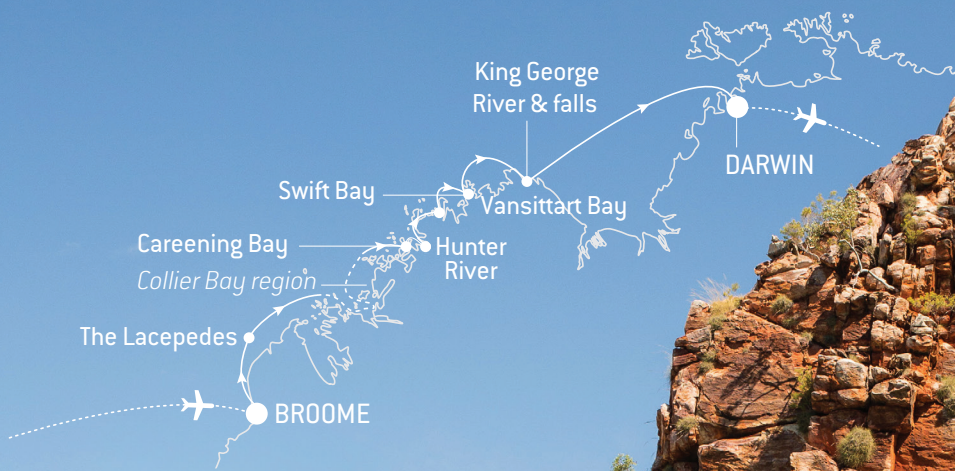 King George
River & falls
DARWIN
Swift Bay
Vansittart Bay
Careening Bay
Hunter
River
Collier Bay region
The Lacepedes
BROOME